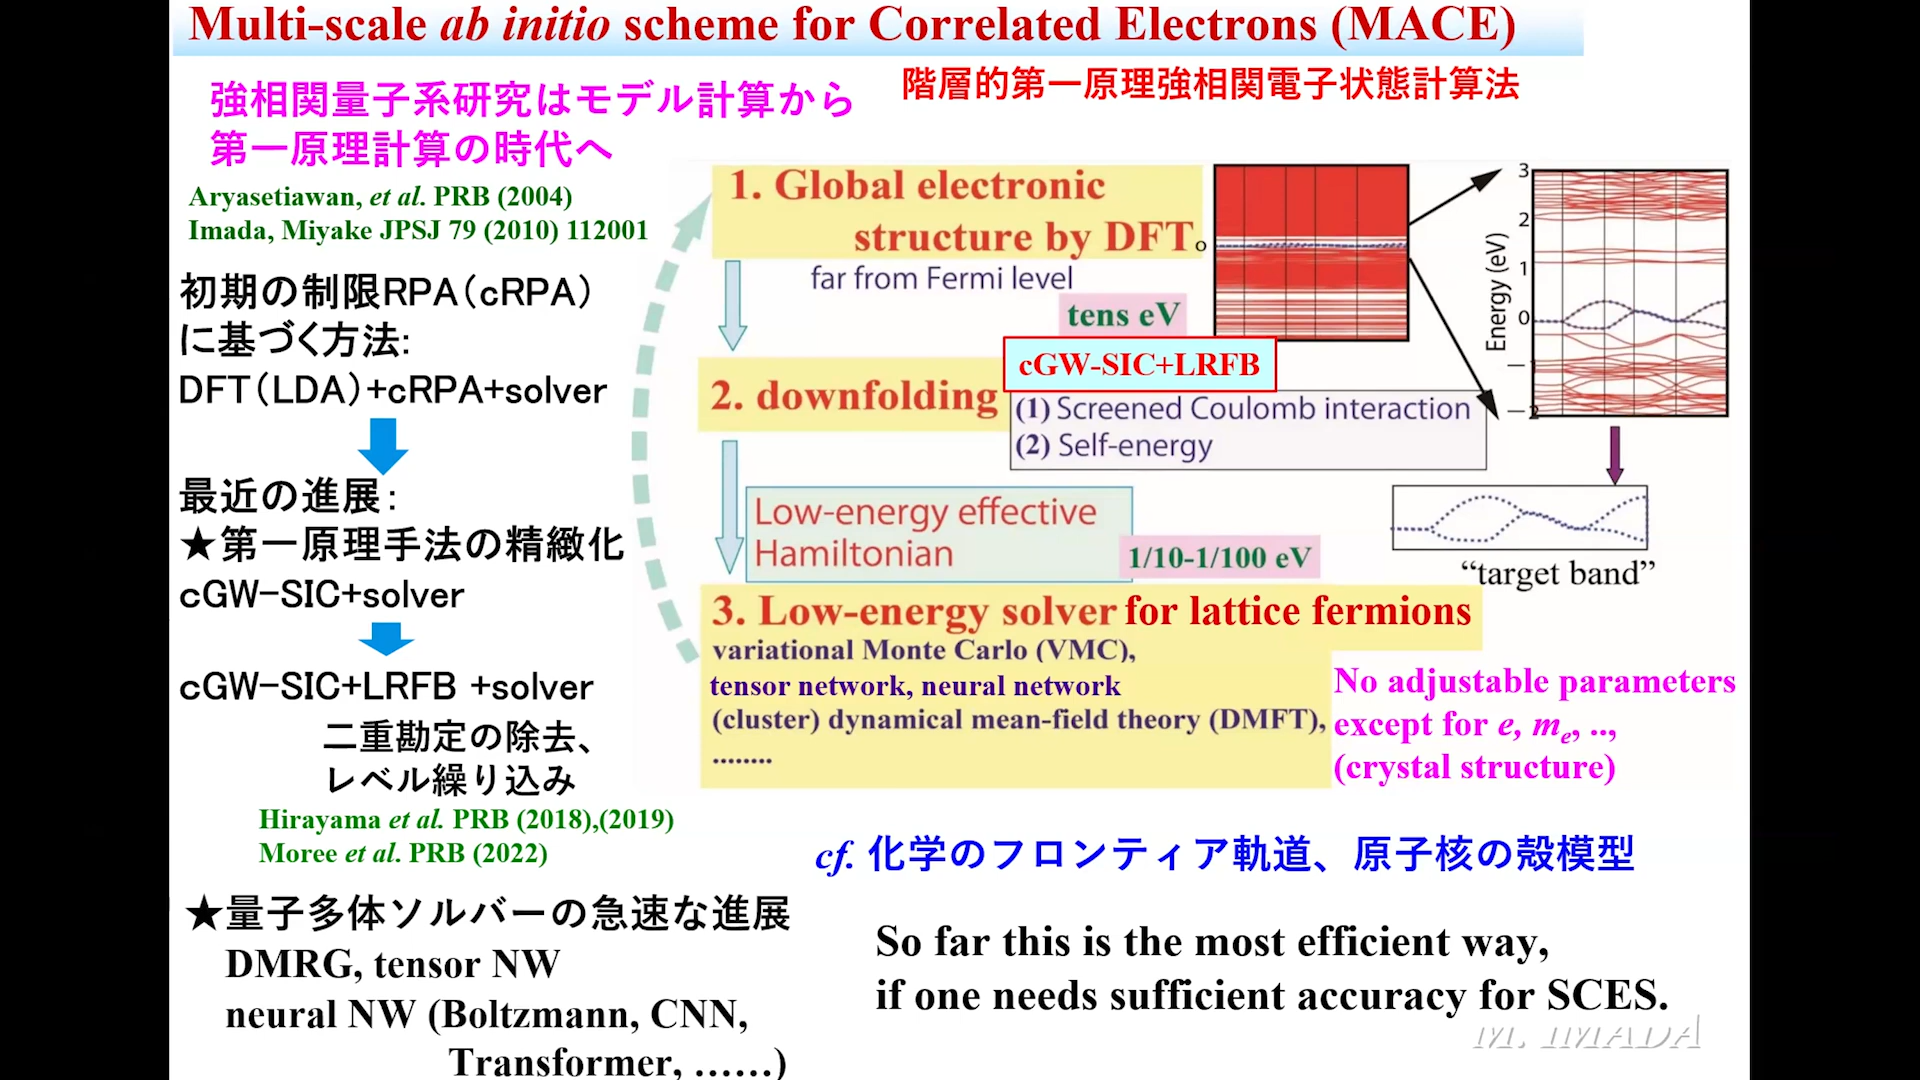 Multi-scale ab initio scheme for Correlated Electrons (MACE)
強相関量子系研究はモデル計算から
第一原理計算の時代へ
階層的第一原理強相関電子状態計算法
Aryasetiawan, et al. PRB (2004)
Imada, Miyake JPSJ 79 (2010) 112001
初期の制限RPA(cRPA)
に基づく方法:
DFT(LDA)+cRPA+solver
最近の進展:
★第一原理手法の精緻化
cGW-SIC+solver
cGW-SIC+LRFB +solver
二重勘定の除去、
レベル繰り込み
Hirayama et al. PRB (2018),(2019)
Moree et al. PRB (2022)
★量子多体ソルバーの急速な進展
DMRG, tensor NW
neural NW (Boltzmann, CNN,
Transformer, ......)
1. Global electronic
structure by DFT
far from Fermi level
tens eV
0
cGW-SIC+LRFB
2. downfolding
(1) Screened Coulomb interaction
(2) Self-energy
Energy (eV)
3
2
1
0
—
—2
Low-energy effective
Hamiltonian
1/10-1/100 eV
“target band”
3. Low-energy solver for lattice fermions
variational Monte Carlo (VMC),
tensor network, neural network
(cluster) dynamical mean-field theory (DMFT),
........
No adjustable parameters
except for e, me, ..,
(crystal structure)
cf. 化学のフロンティア軌道、原子核の殻模型
So far this is the most efficient way,
if one needs sufficient accuracy for SCES.
M. IMADA